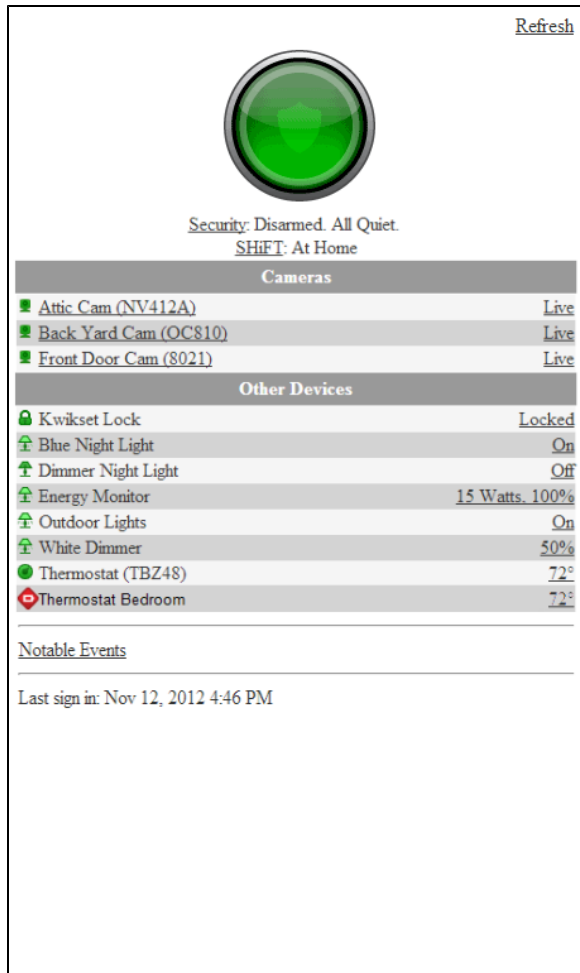 Refresh
Security: Disarmed. All Quiet.
SHiFT: At Home
Cameras
Attic Cam (NV412A) Live
Back Yard Cam (OC810) Live
Front Door Cam (8021) Live
Other Devices
Kwikset Lock Locked
Blue Night Light On
Dimmer Night Light Off
Energy Monitor 15 Watts, 100%
Outdoor Lights On
White Dimmer 50%
Thermostat (TBZ48) 72°
Thermostat Bedroom 72°
Notable Events
Last sign in: Nov 12, 2012 4:46 PM